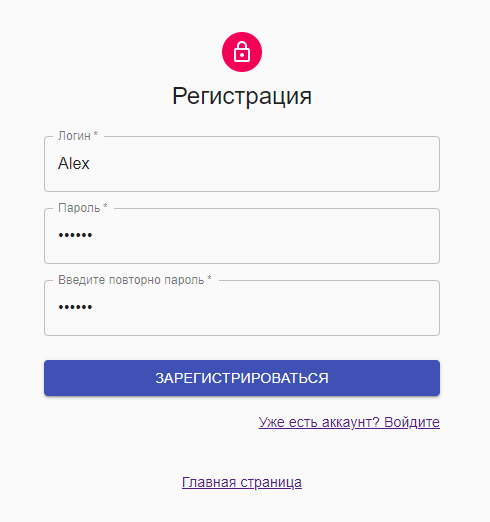 Регистрация
Логин *
Alex
Пароль *
••••••
Введите повторно пароль *
••••••
ЗАРЕГИСТРИРОВАТЬСЯ
Уже есть аккаунт? Войдите
Главная страница